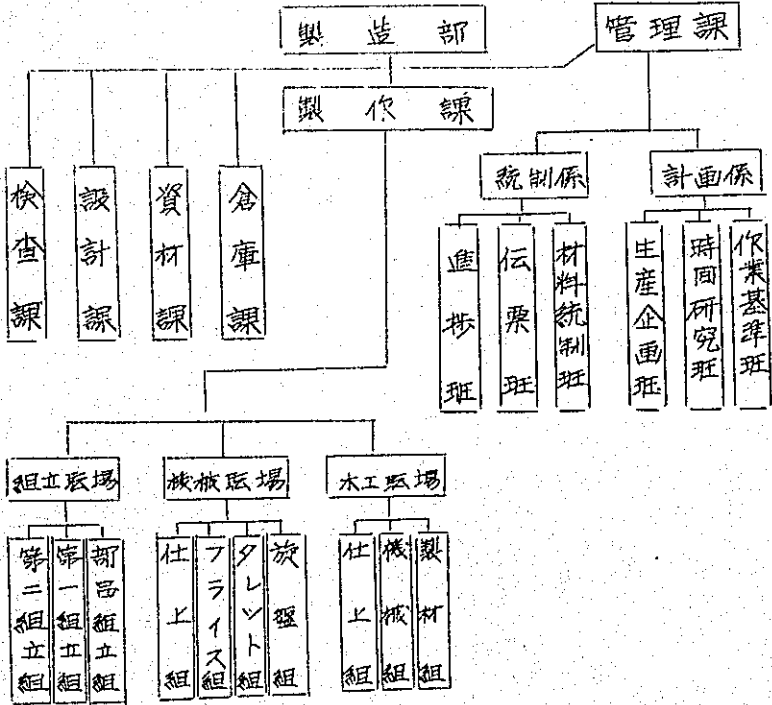 製造部
管理課
製作課
検査課
設計課
資材課
倉庫課
統制係
計画係
進捗班
伝票班
材料統制班
生産企画班
時間研究班
作業基準班
組立職場
機械職場
木工職場
第二組立組
第一組立組
部品組立組
仕上組
フライス組
タレット組
旋盤組
仕上組
機械組
製材組